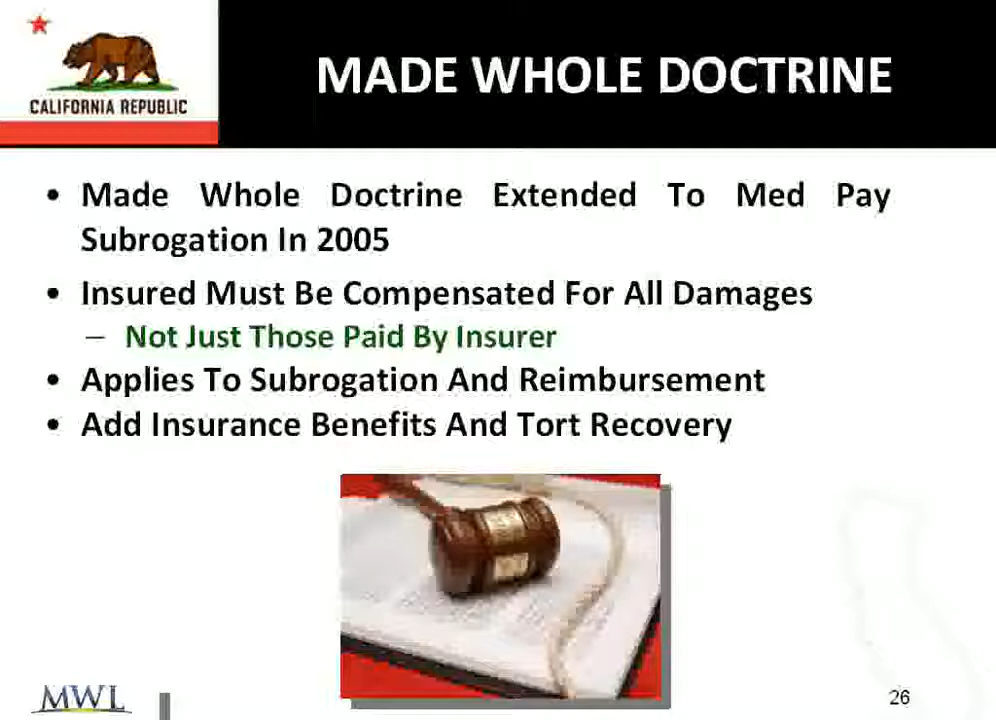 CALIFORNIA REPUBLIC
MADE WHOLE DOCTRINE
• Made Whole Doctrine Extended To Med Pay
Subrogation In 2005
• Insured Must Be Compensated For All Damages
– Not Just Those Paid By Insurer
• Applies To Subrogation And Reimbursement
• Add Insurance Benefits And Tort Recovery
MWL
26